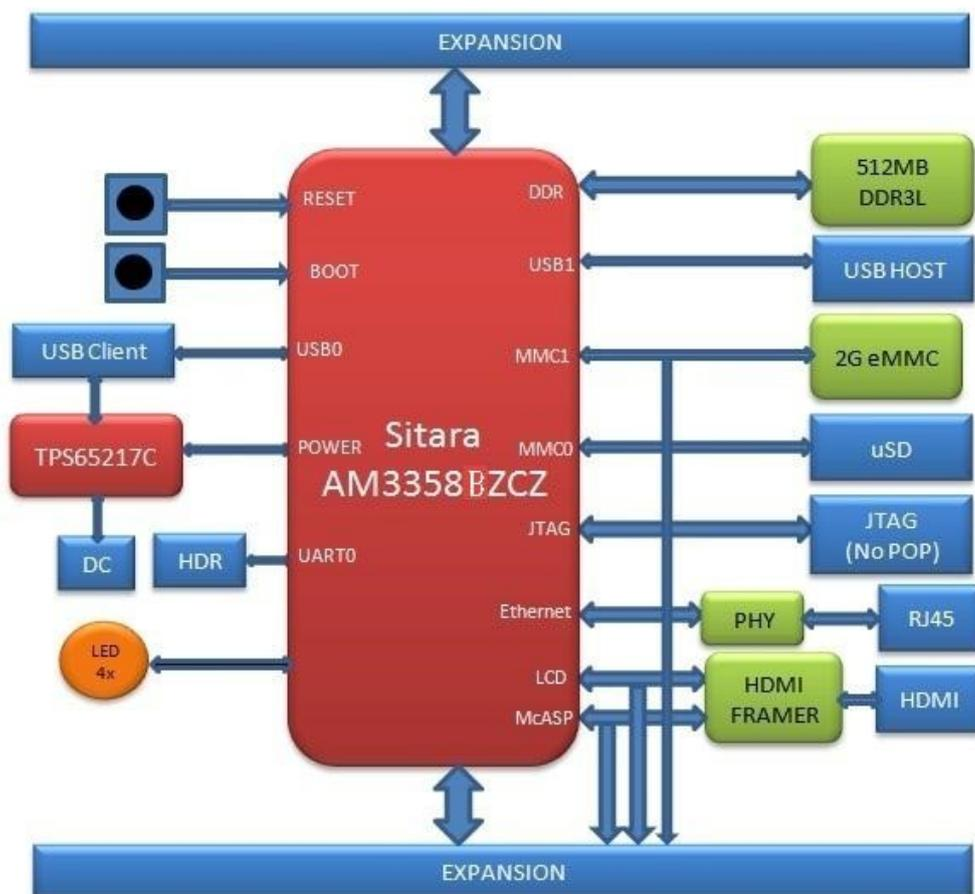 EXPANSION
RESET
BOOT
USB Client
USB0
TPS65217C
POWER
DC
HDR
UART0
LED
4x
Sitara
AM3358BZCZ
DDR
512MB
DDR3L
USB1
USB HOST
MMC1
2G eMMC
MMC0
uSD
JTAG
JTAG
(No POP)
Ethernet
PHY
RJ45
LCD
McASP
HDMI
FRAMER
HDMI
EXPANSION